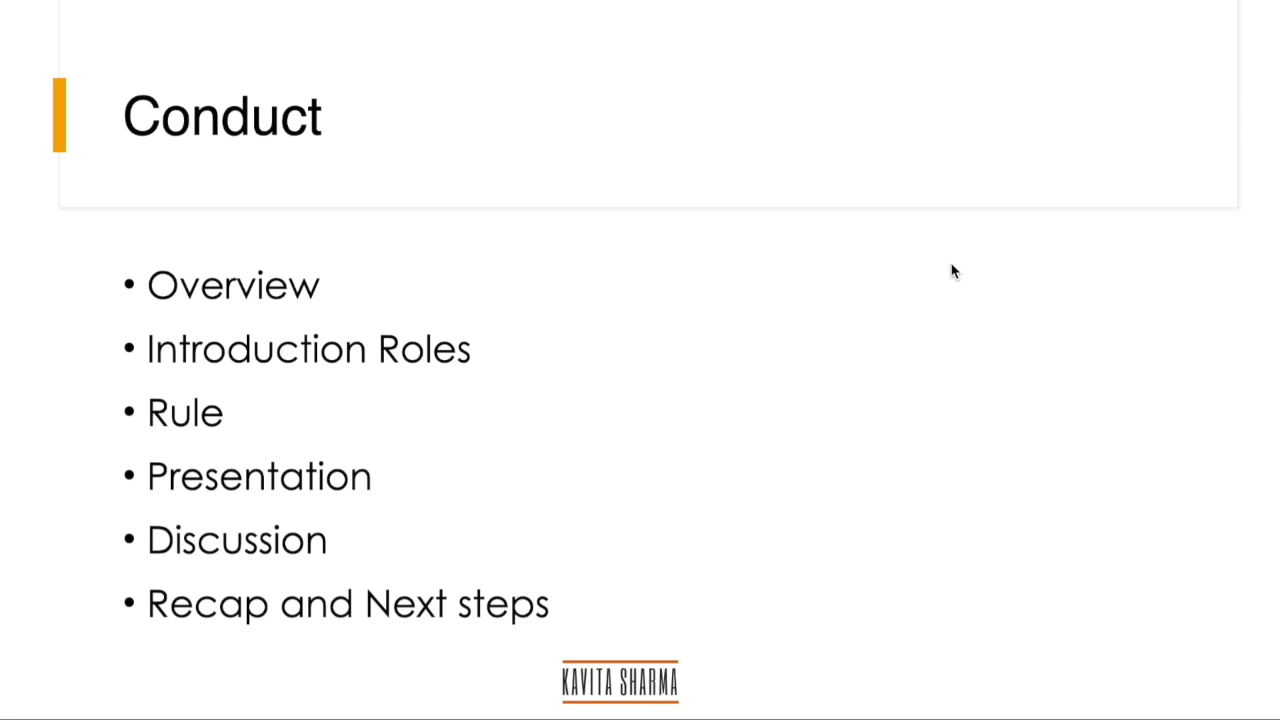 Conduct
• Overview
• Introduction Roles
• Rule
• Presentation
• Discussion
• Recap and Next steps
KAVITA SHARMA